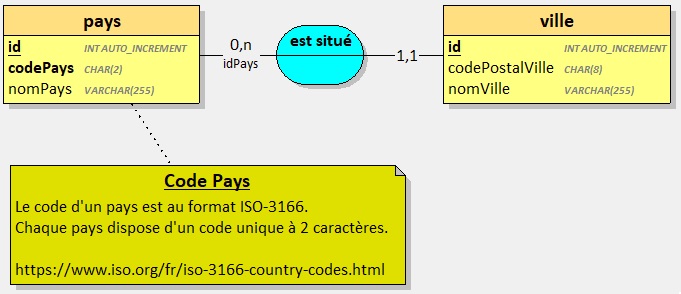 pays
id INT AUTO_INCREMENT
codePays CHAR(2)
nomPays VARCHAR(255)
0,n
idPays
est situé
1,1
ville
id INT AUTO_INCREMENT
codePostalVille CHAR(8)
nomVille VARCHAR(255)
Code Pays
Le code d'un pays est au format ISO-3166.
Chaque pays dispose d'un code unique à 2 caractères.
https://www.iso.org/fr/iso-3166-country-codes.html